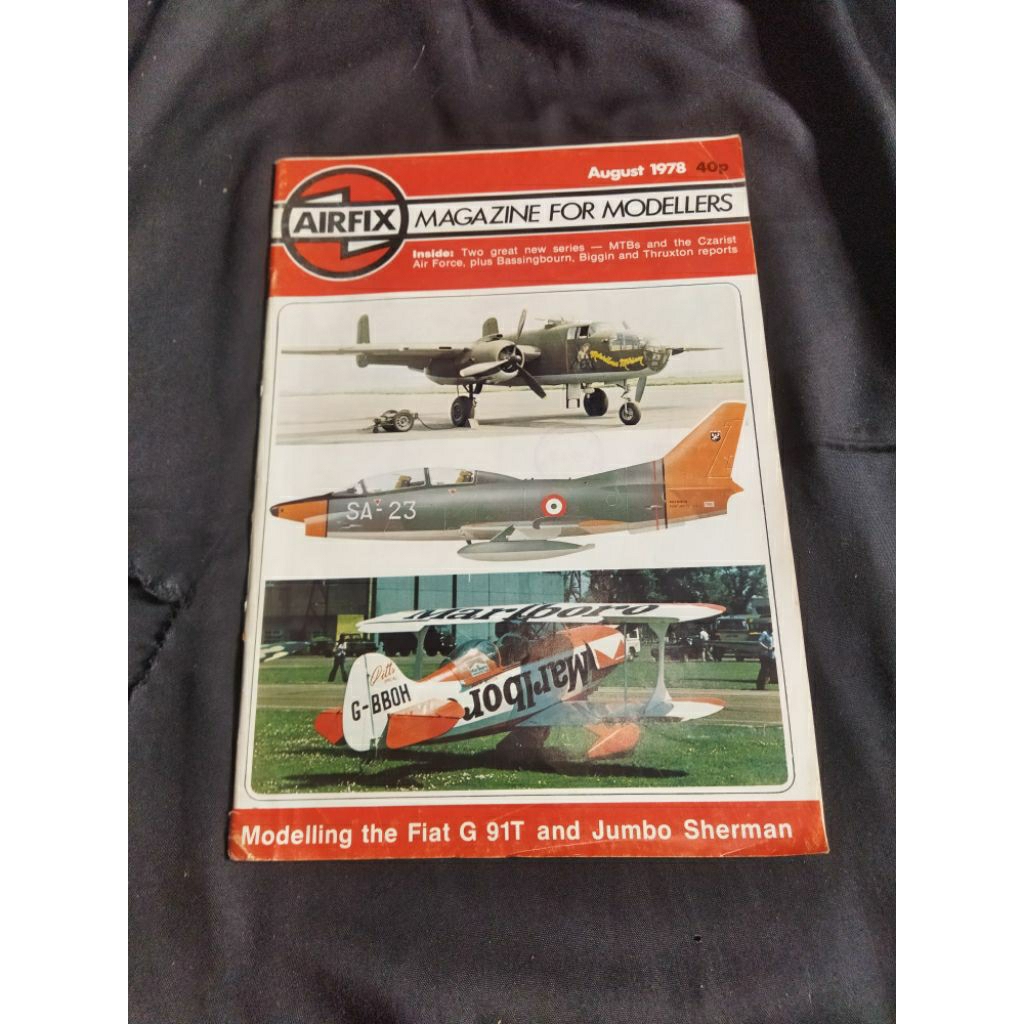 August 1978 40p
AIRFIX
MAGAZINE FOR MODELLERS
Inside: Two great new series — MTBs and the Czarist
Air Force, plus Bassingbourn, Biggin and Thruxton reports
SA-23
Marlboro
Marlboro
Pitts
G-BBOH
Modelling the Fiat G 91T and Jumbo Sherman